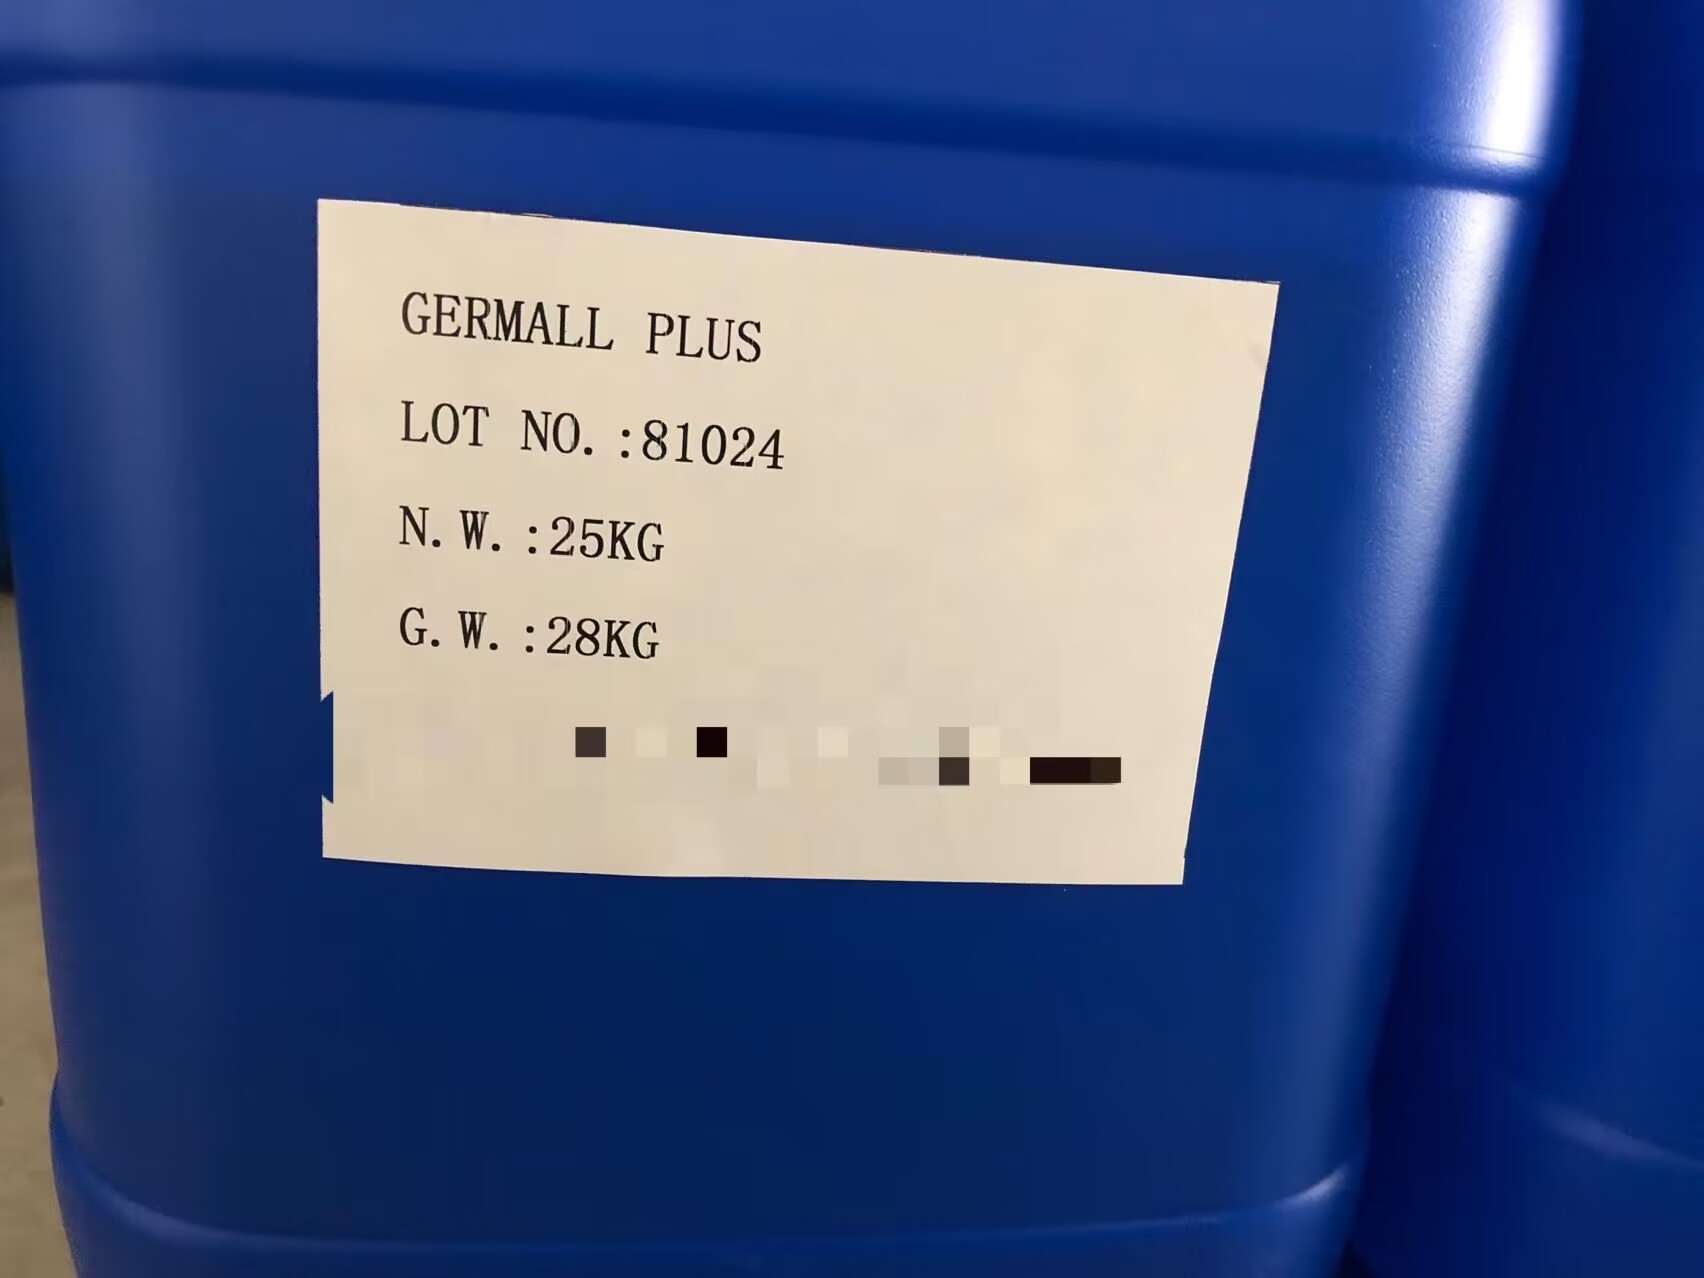 GERMALL PLUS
LOT NO.:81024
N.W.:25KG
G.W.:28KG